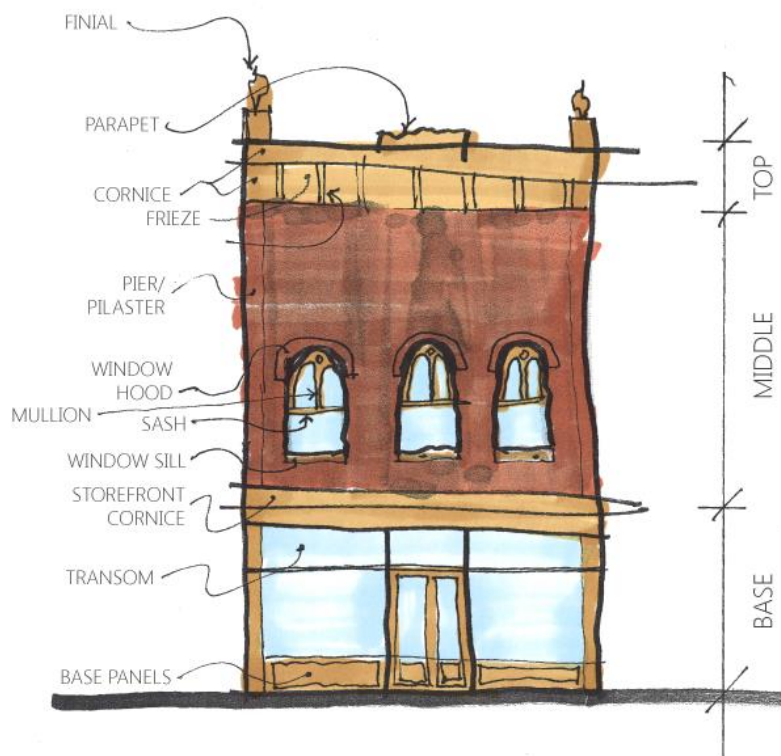 FINIAL
PARAPET
CORNICE
FRIEZE
PIER/
PILASTER
WINDOW
HOOD
MULLION
SASH
WINDOW SILL
STOREFRONT
CORNICE
TRANSOM
BASE PANELS
TOP
MIDDLE
BASE